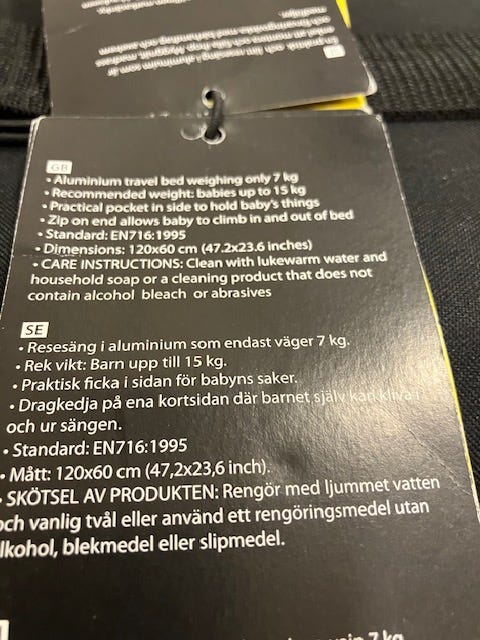 GB
• Aluminium travel bed weighing only 7 kg
• Recommended weight: babies up to 15 kg
• Practical pocket in side to hold baby's things
• Zip on end allows baby to climb in and out of bed
• Standard: EN716:1995
• Dimensions: 120x60 cm (47.2x23.6 inches)
• CARE INSTRUCTIONS: Clean with lukewarm water and
household soap or a cleaning product that does not
contain alcohol bleach or abrasives
SE
• Resesäng i aluminium som endast väger 7 kg.
• Rek vikt: Barn upp till 15 kg.
• Praktisk ficka i sidan för babyns saker.
• Dragkedja på ena kortsidan där barnet själv kan kliva i
och ur sängen.
• Standard: EN716:1995
• Mått: 120x60 cm (47,2x23,6 inch).
• SKÖTSEL AV PRODUKTEN: Rengör med ljummet vatten
och vanlig tvål eller använd ett rengöringsmedel utan
lkohol, blekmedel eller slipmedel.
7 kg